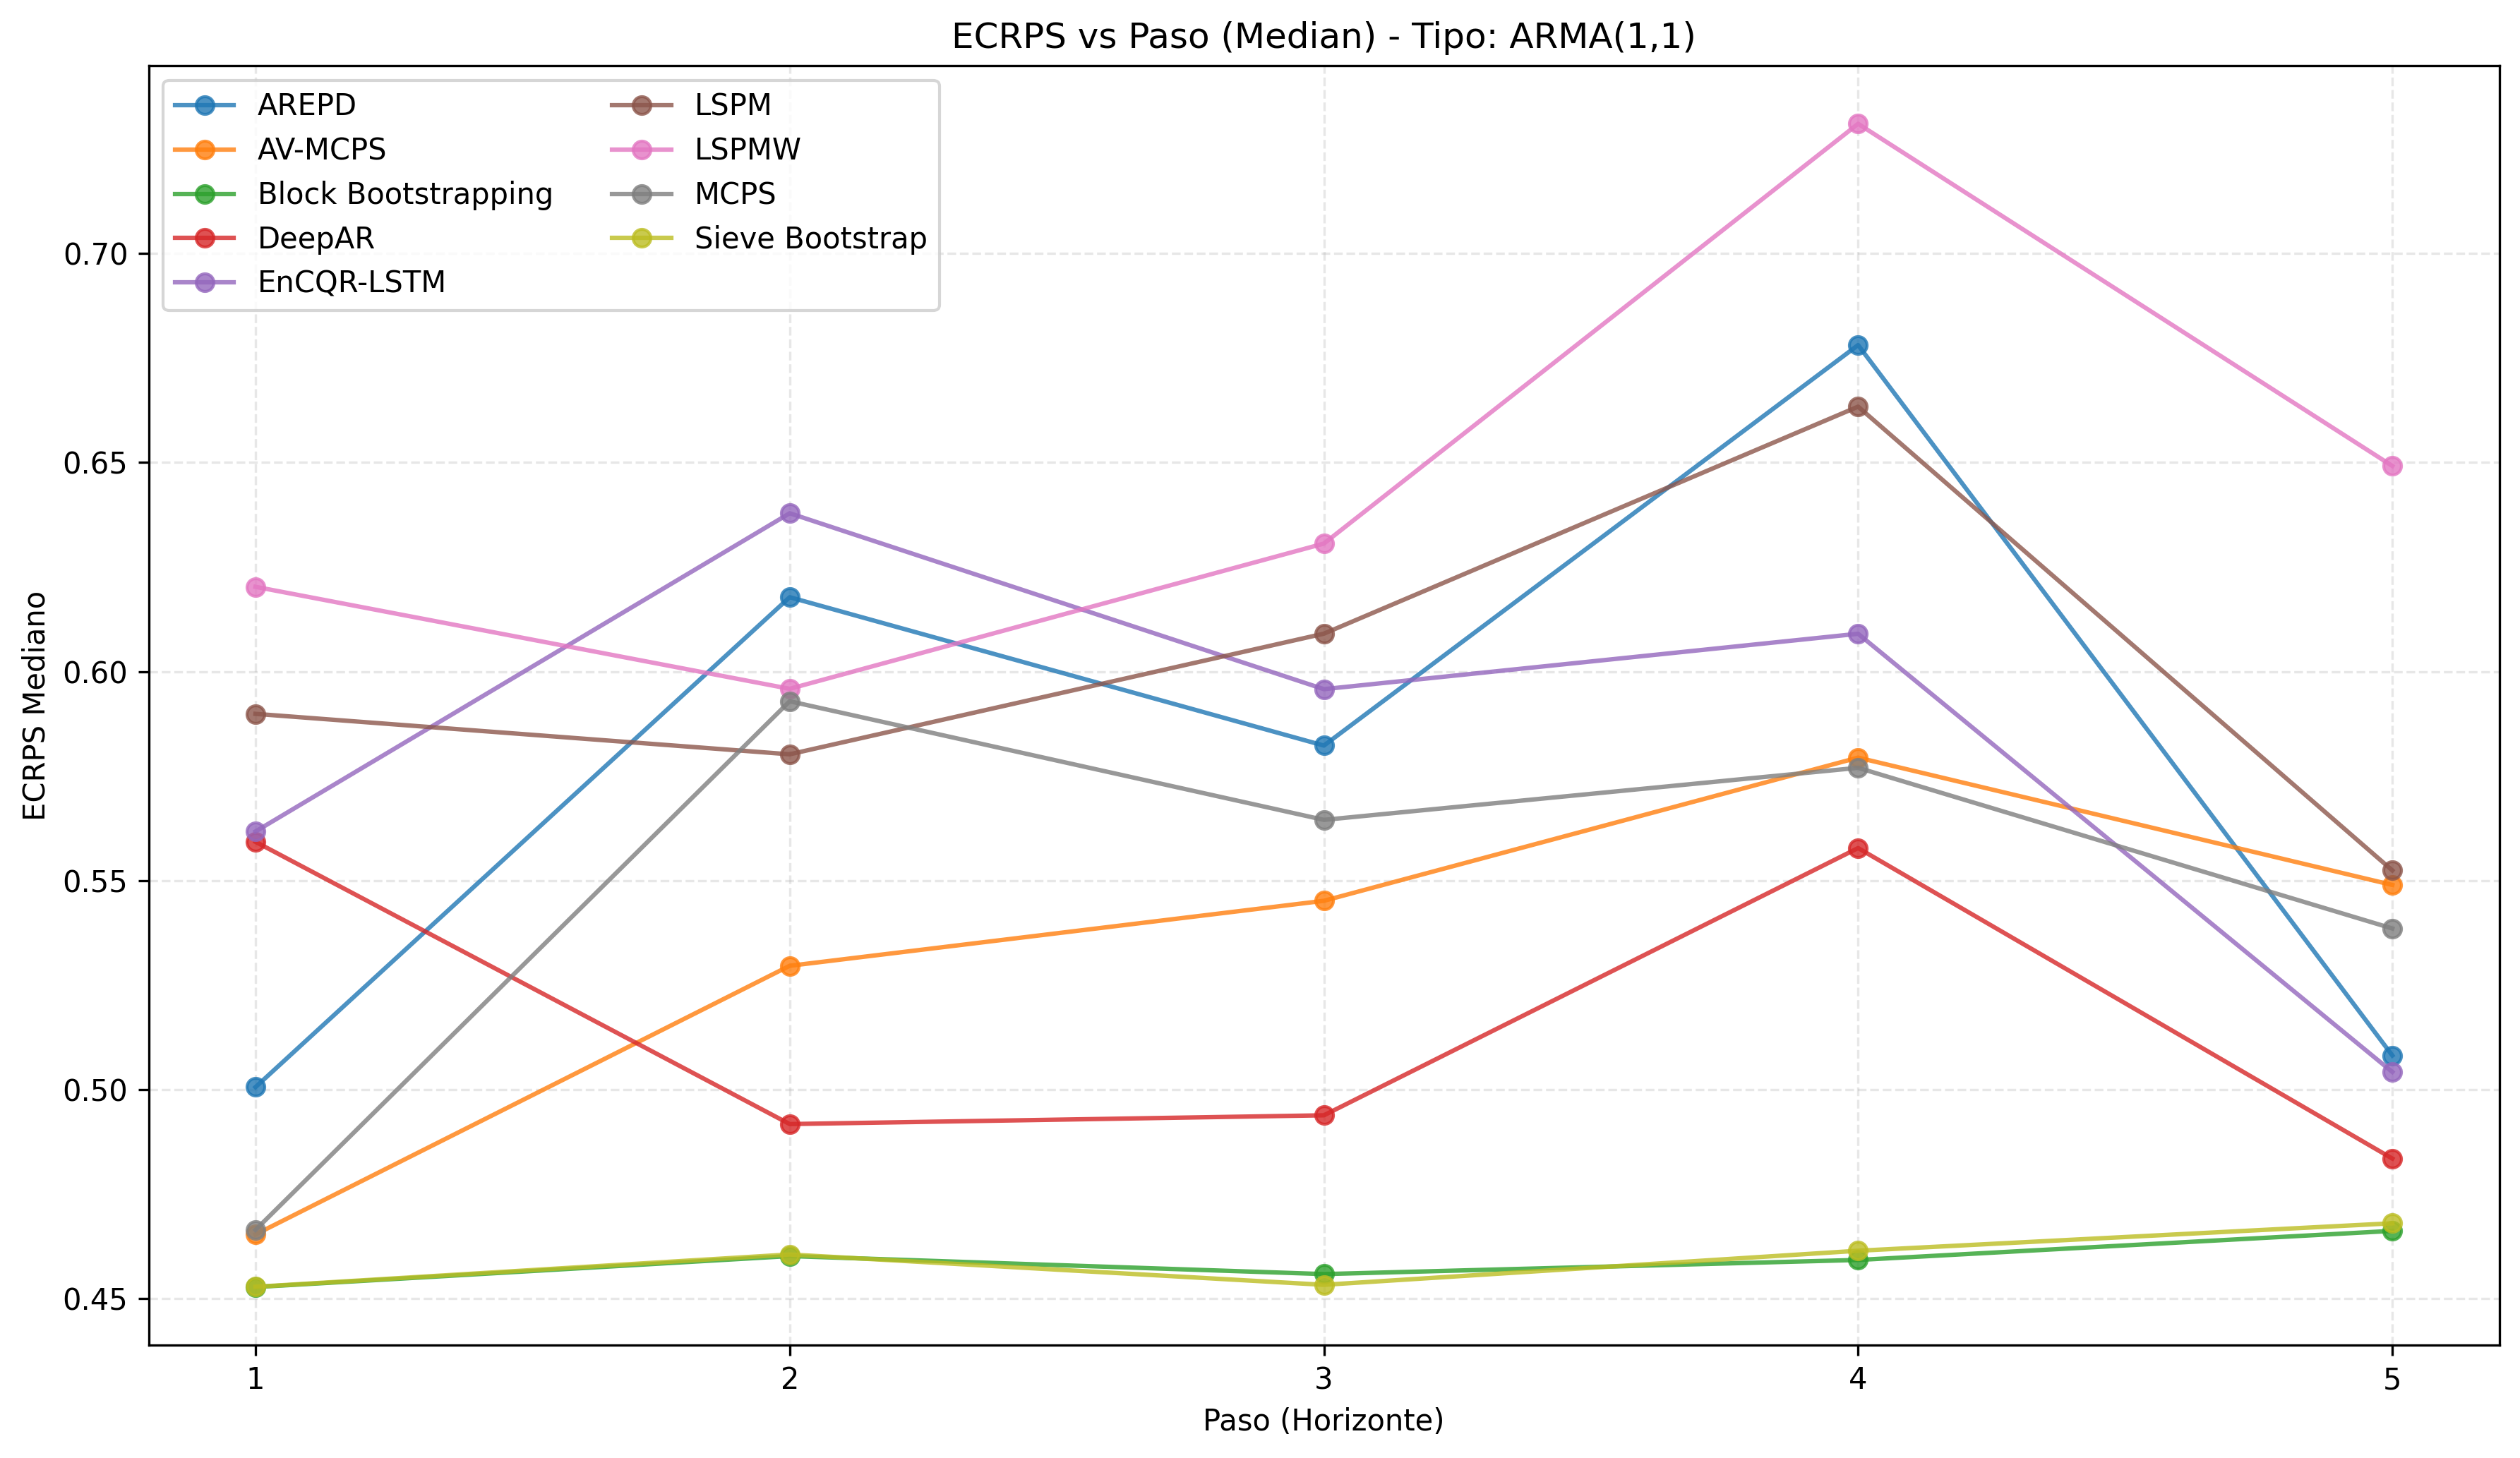 ECRPS vs Paso (Median) - Tipo: ARMA(1,1)
AREPD
AV-MCPS
Block Bootstrapping
DeepAR
EnCQR-LSTM
LSPM
LSPMW
MCPS
Sieve Bootstrap
ECRPS Mediano
0.70
0.65
0.60
0.55
0.50
0.45
1 2 3 4 5
Paso (Horizonte)